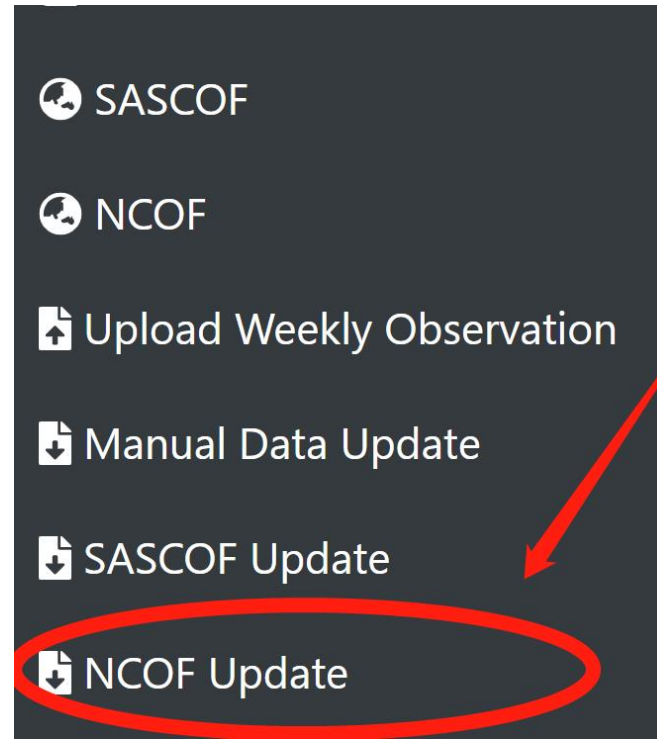 SASCOF
NCOF
Upload Weekly Observation
Manual Data Update
SASCOF Update
NCOF Update